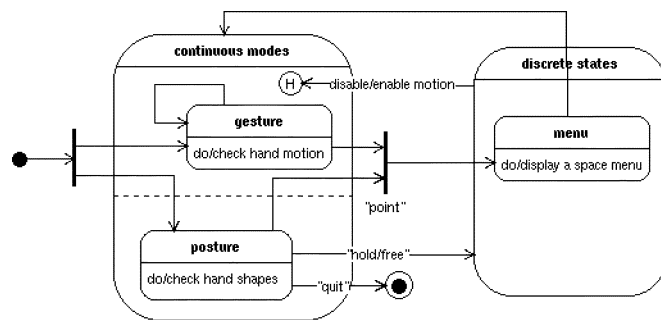 continuous modes
discrete states
H
disable/enable motion
gesture
do/check hand motion
menu
do/display a space menu
"point"
posture
do/check hand shapes
"hold/free"
"quit"